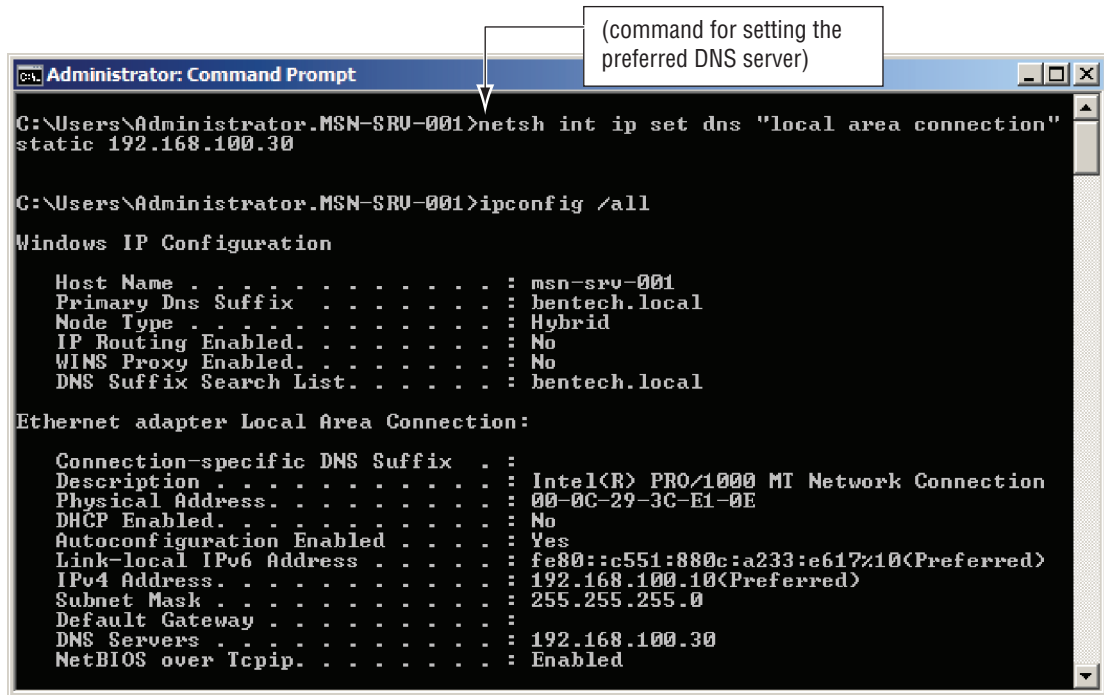 (command for setting the
preferred DNS server)
Administrator: Command Prompt
C:\Users\Administrator.MSN-SRV-001>netsh int ip set dns "local area connection"
static 192.168.100.30
C:\Users\Administrator.MSN-SRV-001>ipconfig /all
Windows IP Configuration
Host Name . . . . . . . . . . . . : msn-srv-001
Primary Dns Suffix  . . . . . . . : bentech.local
Node Type . . . . . . . . . . . . : Hybrid
IP Routing Enabled. . . . . . . . : No
WINS Proxy Enabled. . . . . . . . : No
DNS Suffix Search List. . . . . . : bentech.local
Ethernet adapter Local Area Connection:
Connection-specific DNS Suffix  . :
Description . . . . . . . . . . . : Intel(R) PRO/1000 MT Network Connection
Physical Address. . . . . . . . . : 00-0C-29-3C-E1-0E
DHCP Enabled. . . . . . . . . . . : No
Autoconfiguration Enabled . . . . : Yes
Link-local IPv6 Address . . . . . : fe80::c551:880c:a233:e617%10(Preferred)
IPv4 Address. . . . . . . . . . . : 192.168.100.10(Preferred)
Subnet Mask . . . . . . . . . . . : 255.255.255.0
Default Gateway . . . . . . . . . :
DNS Servers . . . . . . . . . . . : 192.168.100.30
NetBIOS over Tcpip. . . . . . . . : Enabled